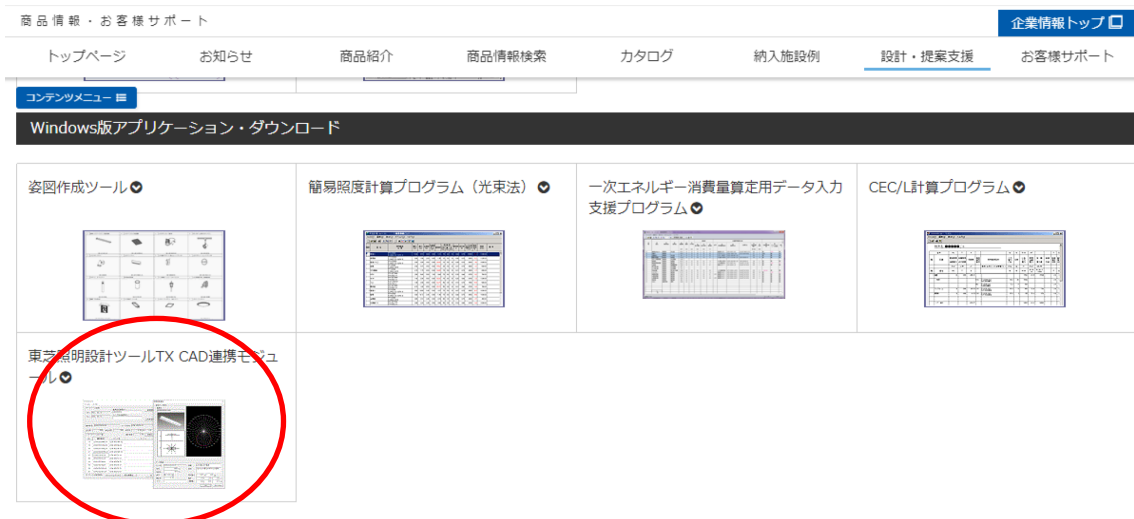 商品情報・お客様サポート
企業情報トップ
トップページ
お知らせ
商品紹介
商品情報検索
カタログ
納入施設例
設計・提案支援
お客様サポート
コンテンツメニュー
Windows版アプリケーション・ダウンロード
姿図作成ツール
簡易照度計算プログラム（光束法）
一次エネルギー消費量算定用データ入力
支援プログラム
CEC/L計算プログラム
東芝照明設計ツールTX CAD連携モジュ
ール